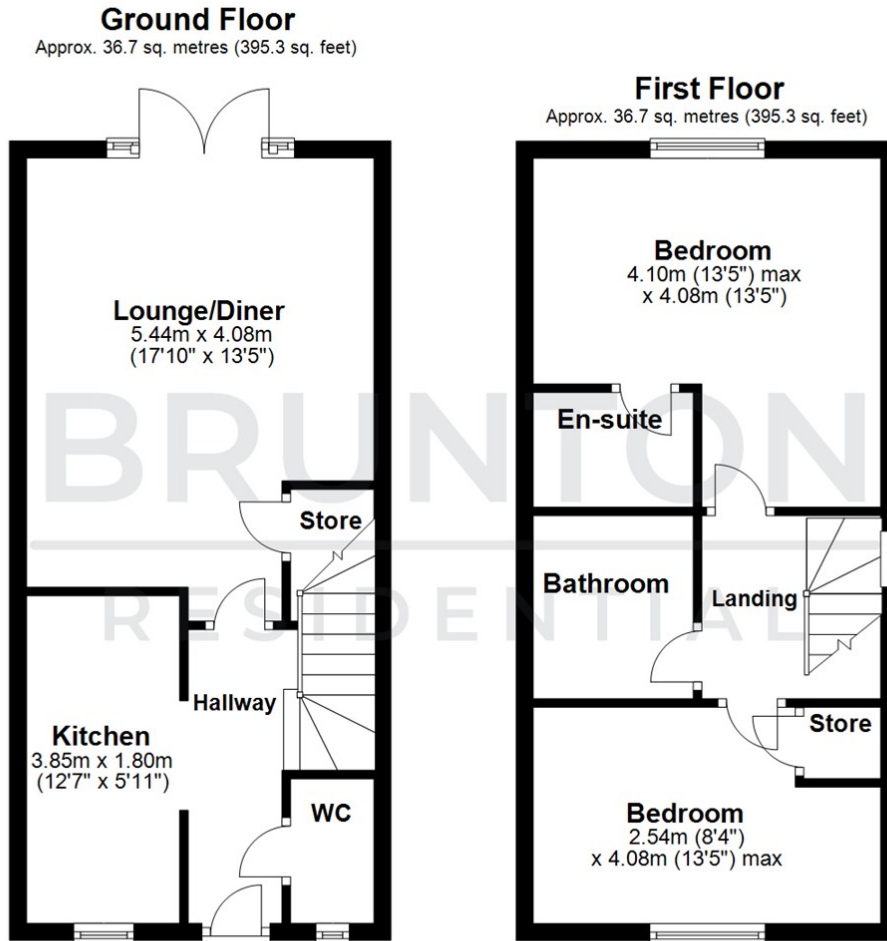 Ground Floor
Approx. 36.7 sq. metres (395.3 sq. feet)
Lounge/Diner
5.44m x 4.08m
(17'10" x 13'5")
Store
Hallway
Kitchen
3.85m x 1.80m
(12'7" x 5'11")
WC
First Floor
Approx. 36.7 sq. metres (395.3 sq. feet)
Bedroom
4.10m (13'5") max
x 4.08m (13'5")
En-suite
Bathroom
Landing
Store
Bedroom
2.54m (8'4")
x 4.08m (13'5") max
BRUNTON
RESIDENTIAL